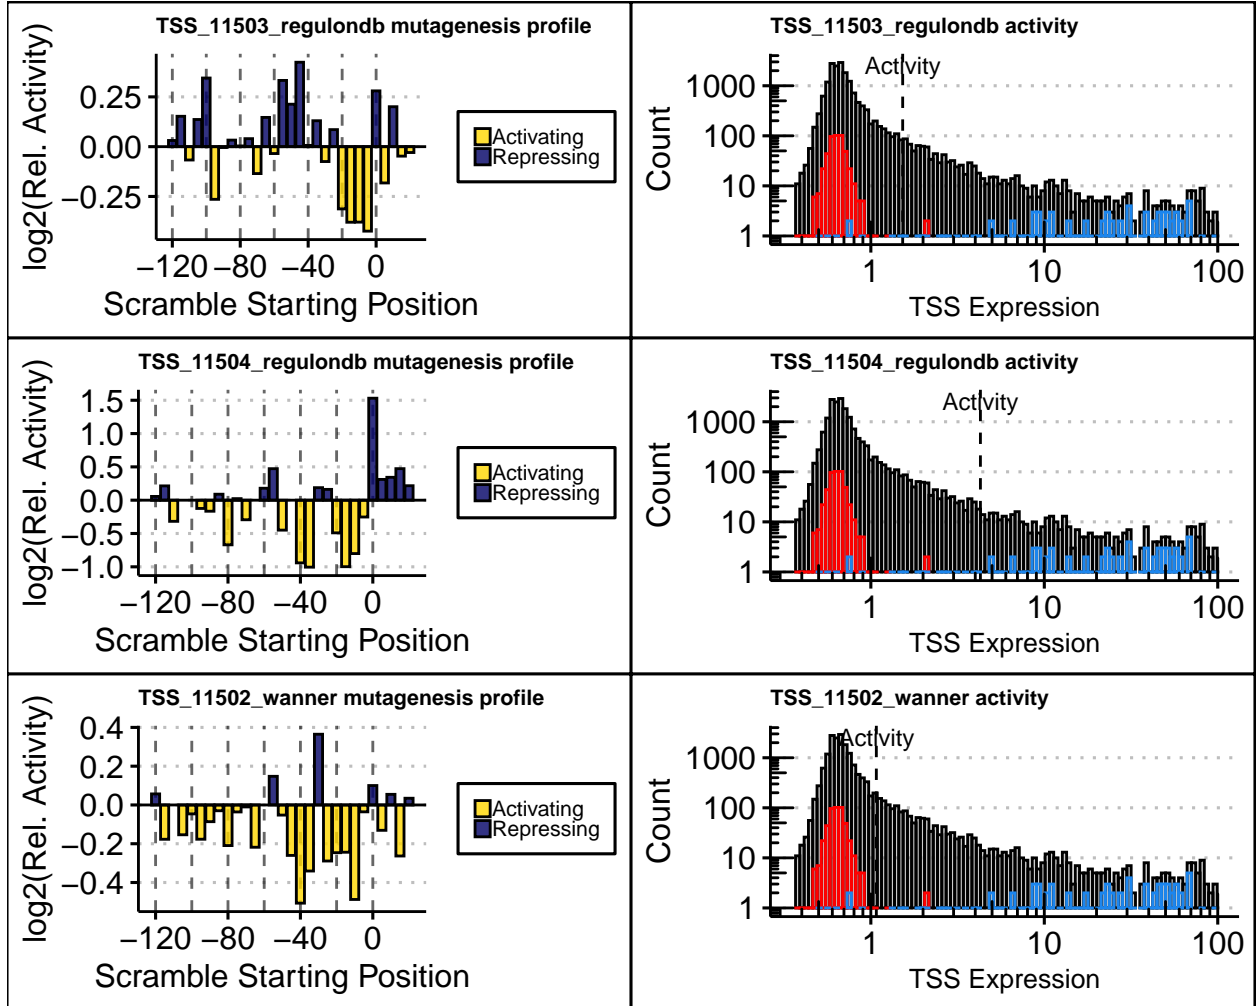 TSS_11503_regulondb mutagenesis profile
log2(Rel. Activity)
0.25
0.00
−0.25
−120 −80 −40 0
Scramble Starting Position
Activating
Repressing
TSS_11503_regulondb activity
Activity
Count
1000
100
10
1
1 10 100
TSS Expression
TSS_11504_regulondb mutagenesis profile
log2(Rel. Activity)
1.5
1.0
0.5
0.0
−0.5
−1.0
−120 −80 −40 0
Scramble Starting Position
Activating
Repressing
TSS_11504_regulondb activity
Activity
Count
1000
100
10
1
1 10 100
TSS Expression
TSS_11502_wanner mutagenesis profile
log2(Rel. Activity)
0.4
0.2
0.0
−0.2
−0.4
−120 −80 −40 0
Scramble Starting Position
Activating
Repressing
TSS_11502_wanner activity
Activity
Count
1000
100
10
1
1 10 100
TSS Expression